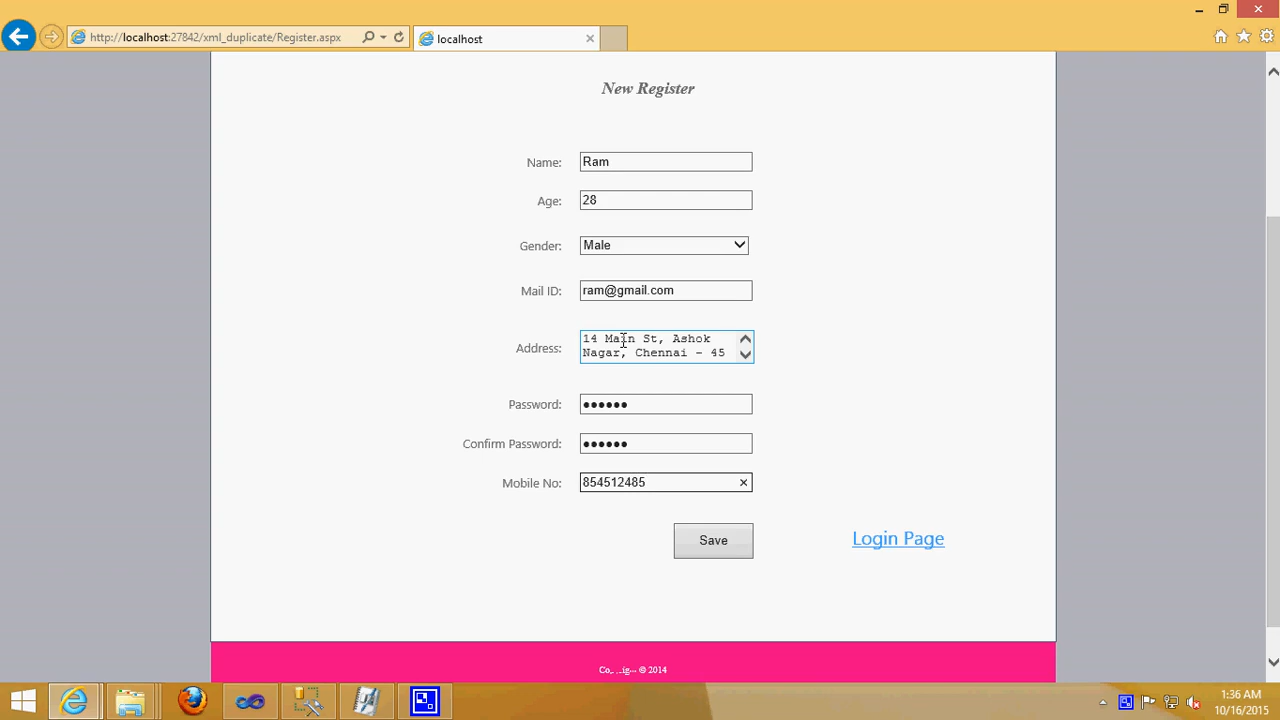 http://localhost:27842/xml_duplicate/Register.aspx
localhost
New Register
Name: Ram
Age: 28
Gender: Male
Mail ID: ram@gmail.com
Address: 14 Main St, Ashok
Nagar, Chennai - 45
Password: ●●●●●●
Confirm Password: ●●●●●●
Mobile No: 854512485
Save
Login Page
© 2014
1:36 AM
10/16/2015